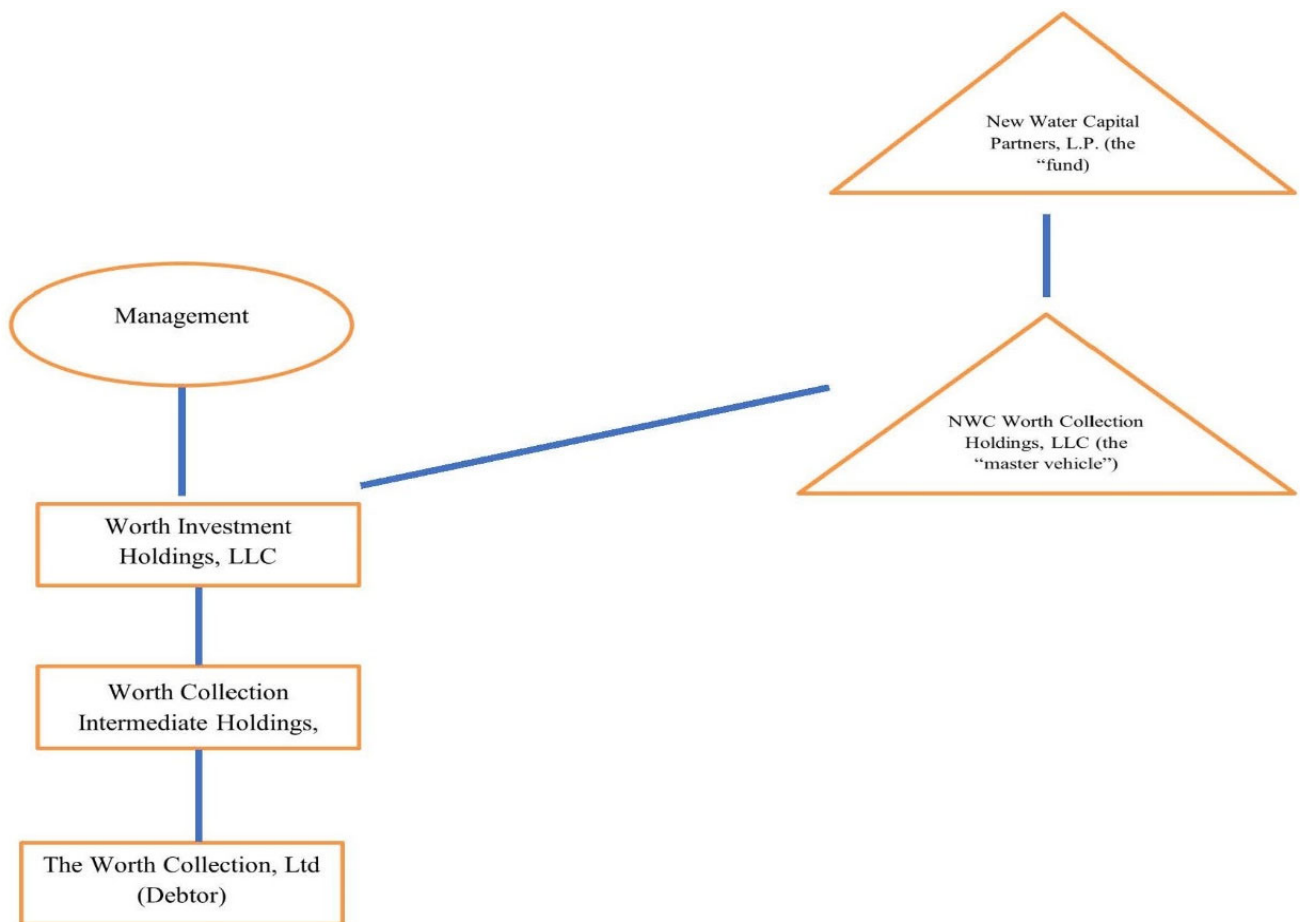 New Water Capital
Partners, L.P. (the
“fund)
Management
NWC Worth Collection
Holdings, LLC (the
“master vehicle”)
Worth Investment
Holdings, LLC
Worth Collection
Intermediate Holdings,
The Worth Collection, Ltd
(Debtor)